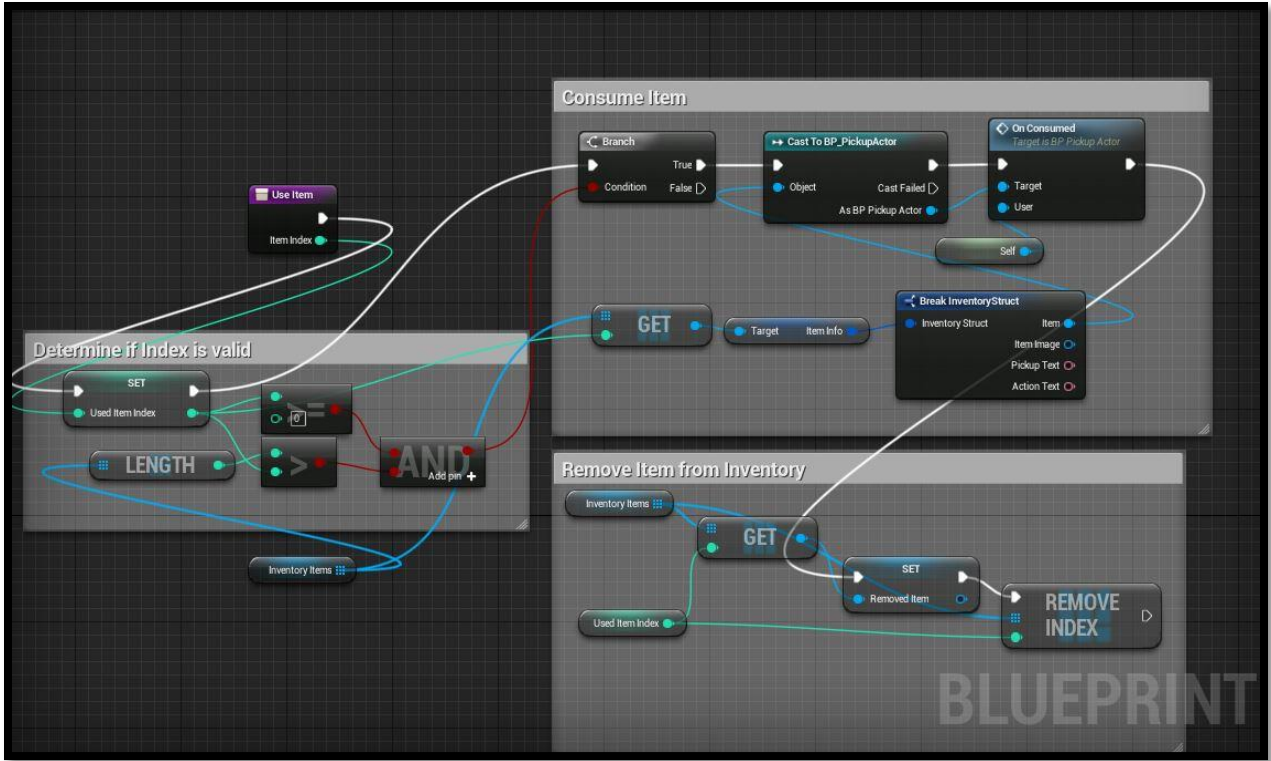 Use Item
Item Index
Determine if Index is valid
SET
Used Item Index
>=
0
LENGTH
>
AND
Add pin +
Inventory Items
Consume Item
Branch
True
Condition
False
Cast To BP_PickupActor
Object
Cast Failed
As BP Pickup Actor
On Consumed
Target is BP Pickup Actor
Target
User
Self
GET
Target
Item Info
Break InventoryStruct
Inventory Struct
Item
Item Image
Pickup Text
Action Text
Remove Item from Inventory
Inventory Items
GET
Used Item Index
SET
Removed Item
REMOVE
INDEX
BLUEPRINT